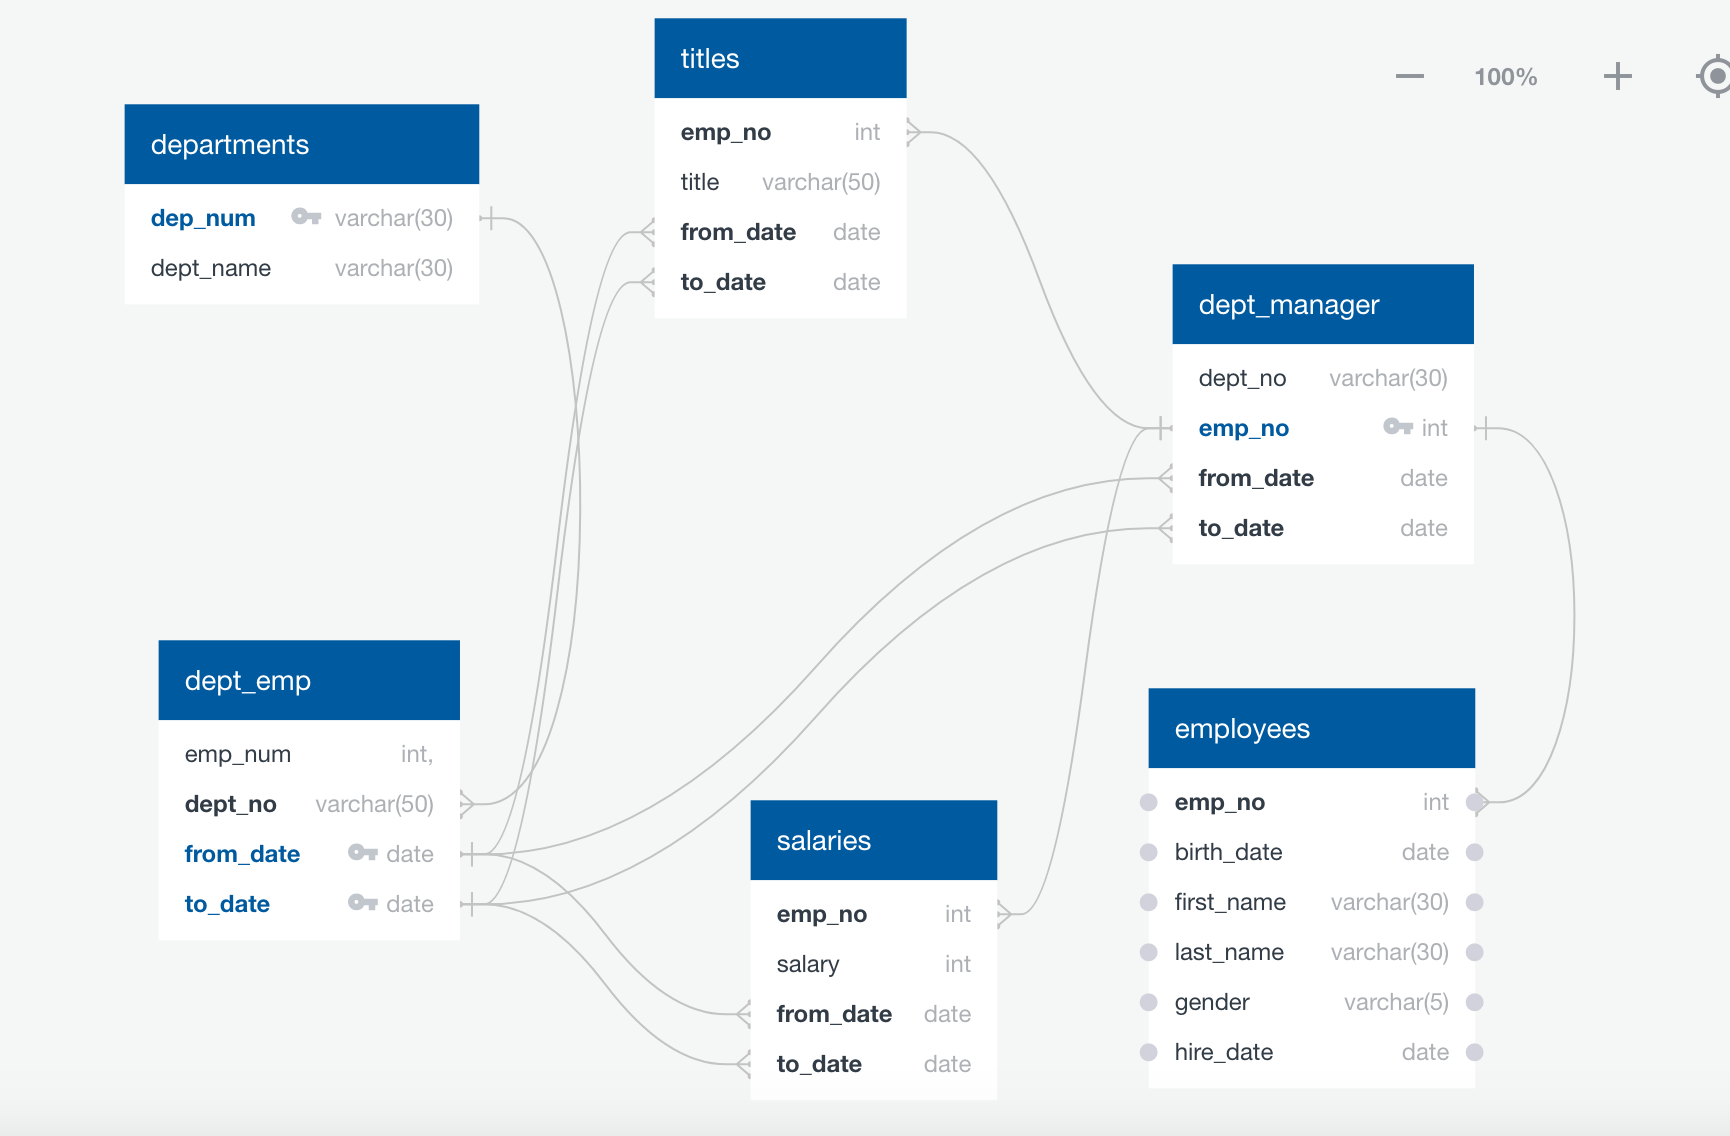 titles
emp_no int
title varchar(50)
from_date date
to_date date
100%
departments
dep_num varchar(30)
dept_name varchar(30)
dept_manager
dept_no varchar(30)
emp_no int
from_date date
to_date date
dept_emp
emp_num int,
dept_no varchar(50)
from_date date
to_date date
salaries
emp_no int
salary int
from_date date
to_date date
employees
emp_no int
birth_date date
first_name varchar(30)
last_name varchar(30)
gender varchar(5)
hire_date date